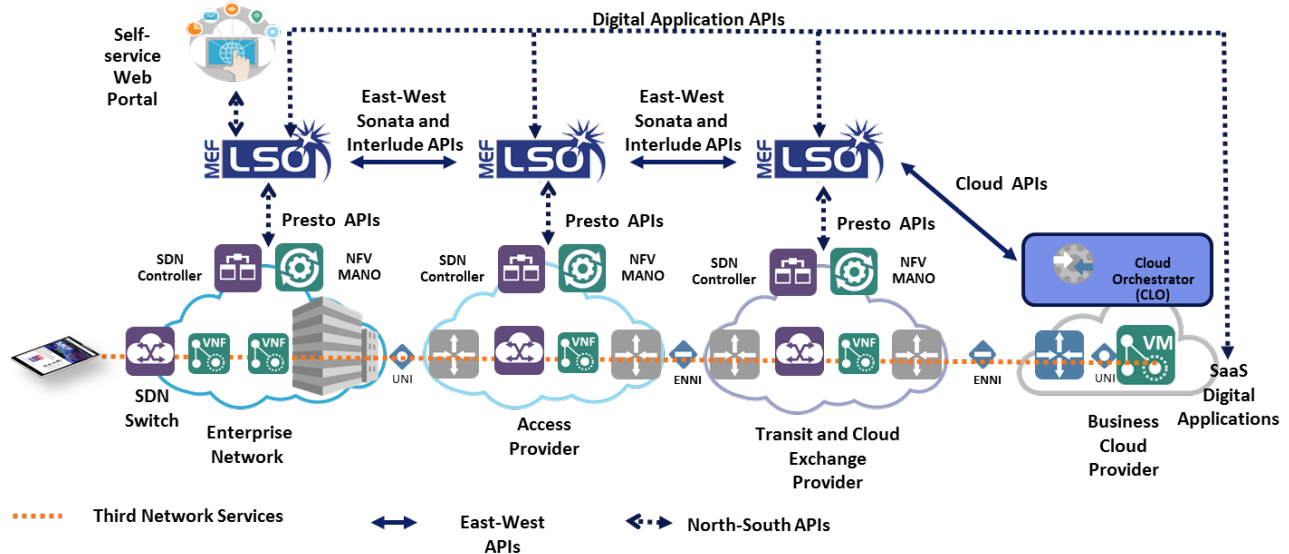 Digital Application APIs
Self-
service
Web
Portal
East-West
Sonata and
Interlude APIs
East-West
Sonata and
Interlude APIs
MEF
LSO
MEF
LSO
MEF
LSO
Cloud APIs
Presto APIs
Presto APIs
Presto APIs
SDN
Controller
NFV
MANO
SDN
Controller
NFV
MANO
SDN
Controller
NFV
MANO
Cloud
Orchestrator
(CLO)
VNF
VNF
VNF
VNF
VM
UNI
ENNI
ENNI
UNI
SaaS
Digital
Applications
SDN
Switch
Enterprise
Network
Access
Provider
Transit and Cloud
Exchange
Provider
Business
Cloud
Provider
Third Network Services
East-West
APIs
North-South APIs